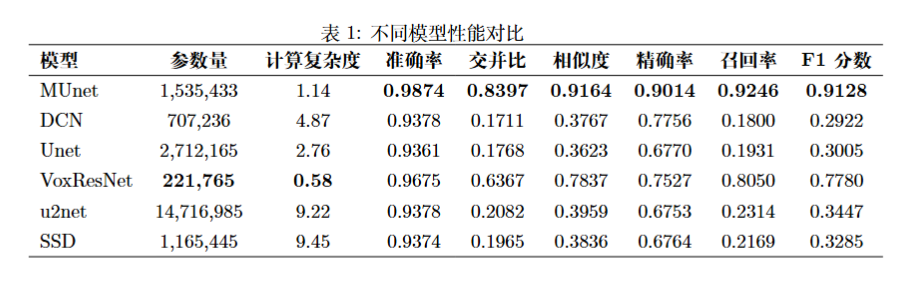 表 1: 不同模型性能对比
模型 参数量 计算复杂度 准确率 交并比 相似度 精确率 召回率 F1 分数
MUnet 1,535,433 1.14 0.9874 0.8397 0.9164 0.9014 0.9246 0.9128
DCN 707,236 4.87 0.9378 0.1711 0.3767 0.7756 0.1800 0.2922
Unet 2,712,165 2.76 0.9361 0.1768 0.3623 0.6770 0.1931 0.3005
VoxResNet 221,765 0.58 0.9675 0.6367 0.7837 0.7527 0.8050 0.7780
u2net 14,716,985 9.22 0.9378 0.2082 0.3959 0.6753 0.2314 0.3447
SSD 1,165,445 9.45 0.9374 0.1965 0.3836 0.6764 0.2169 0.3285